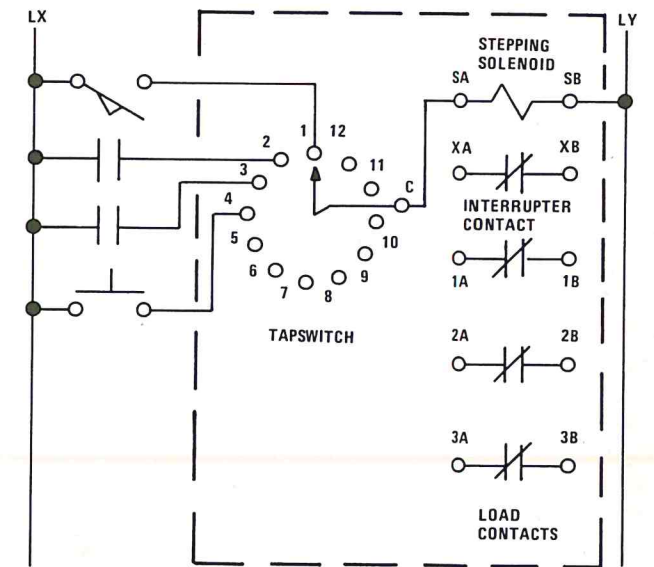 LX
LY
STEPPING
SOLENOID
SA
SB
1
12
2
XA
XB
3
11
4
C
INTERRUPTER
CONTACT
5
10
6
9
7
8
1A
1B
TAPSWITCH
2A
2B
3A
3B
LOAD
CONTACTS